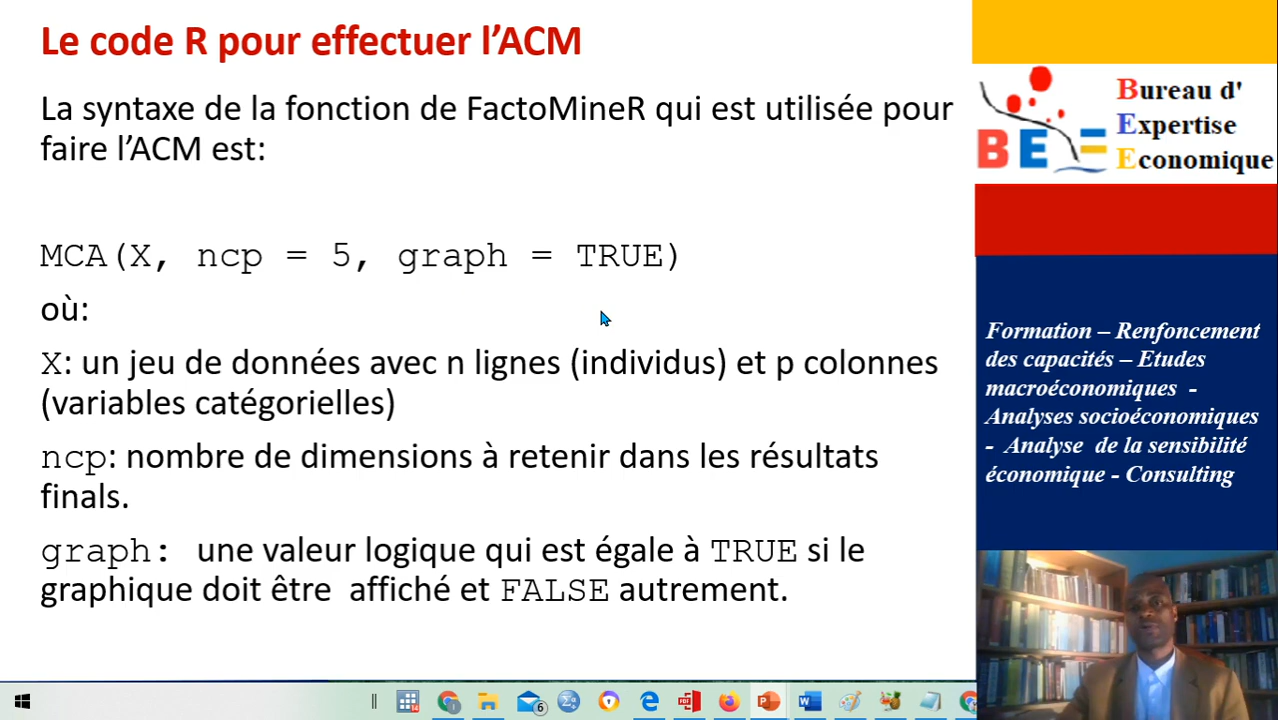 Le code R pour effectuer l’ACM
La syntaxe de la fonction de FactoMineR qui est utilisée pour
faire l’ACM est:
MCA(X, ncp = 5, graph = TRUE)
où:
X: un jeu de données avec n lignes (individus) et p colonnes
(variables catégorielles)
ncp: nombre de dimensions à retenir dans les résultats
finals.
graph: une valeur logique qui est égale à TRUE si le
graphique doit être affiché et FALSE autrement.
BE
Bureau d'
Expertise
Economique
Formation – Renfoncement
des capacités – Etudes
macroéconomiques -
Analyses socioéconomiques
- Analyse de la sensibilité
économique - Consulting